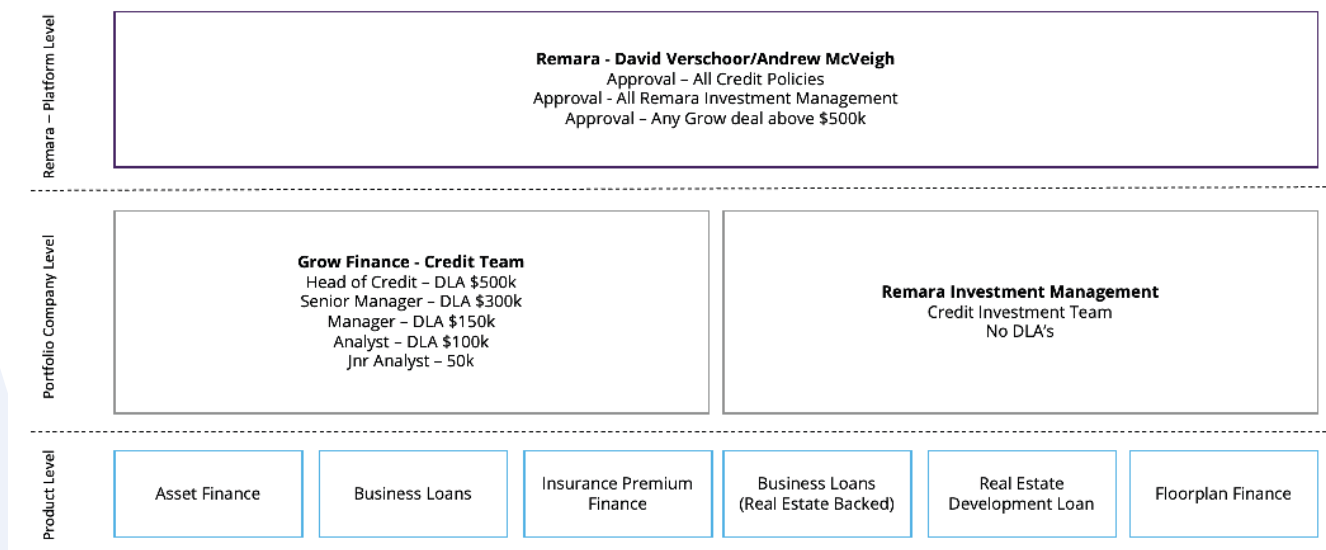 Remara – Platform Level
Remara - David Verschoor/Andrew McVeigh
Approval – All Credit Policies
Approval - All Remara Investment Management
Approval – Any Grow deal above $500k
Portfolio Company Level
Grow Finance - Credit Team
Head of Credit – DLA $500k
Senior Manager – DLA $300k
Manager – DLA $150k
Analyst – DLA $100k
Jnr Analyst – 50k
Remara Investment Management
Credit Investment Team
No DLA's
Product Level
Asset Finance
Business Loans
Insurance Premium
Finance
Business Loans
(Real Estate Backed)
Real Estate
Development Loan
Floorplan Finance